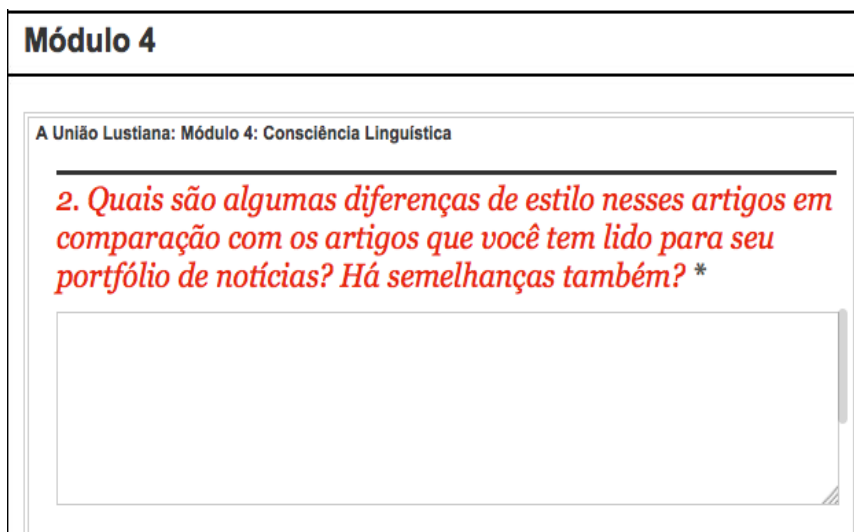 Módulo 4
A União Lustiana: Módulo 4: Consciência Linguística
2. Quais são algumas diferenças de estilo nesses artigos em
comparação com os artigos que você tem lido para seu
portfólio de notícias? Há semelhanças também? *